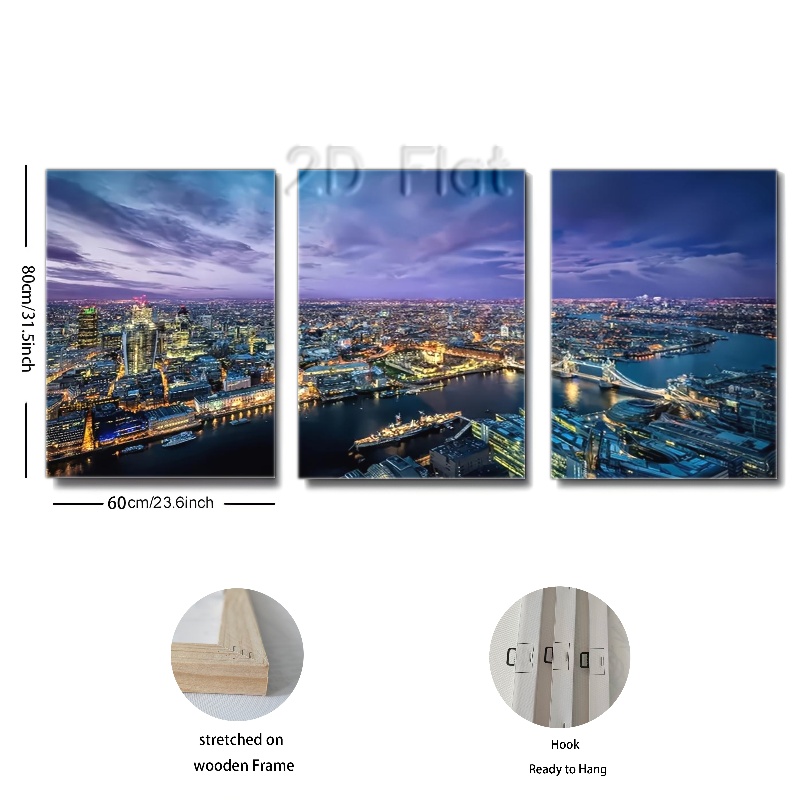 2D Flat
80cm/31.5inch
60cm/23.6inch
stretched on
wooden Frame
Hook
Ready to Hang